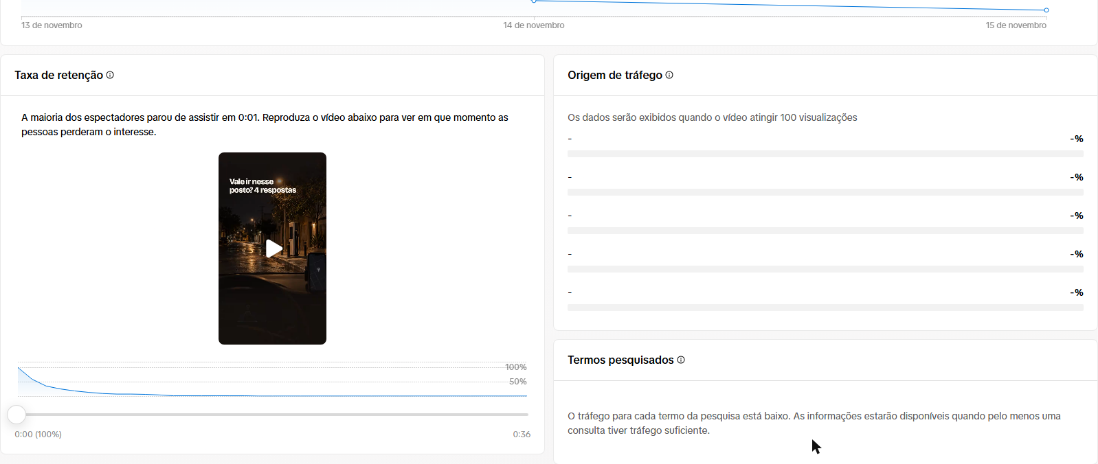 13 de novembro
14 de novembro
15 de novembro
Taxa de retenção
A maioria dos espectadores parou de assistir em 0:01. Reproduza o vídeo abaixo para ver em que momento as
pessoas perderam o interesse.
Vale ir nesse
posto? 4 respostas
100%
50%
0:00 (100%)
0:36
Origem de tráfego
Os dados serão exibidos quando o vídeo atingir 100 visualizações
- -%
- -%
- -%
- -%
- -%
Termos pesquisados
O tráfego para cada termo da pesquisa está baixo. As informações estarão disponíveis quando pelo menos uma
consulta tiver tráfego suficiente.